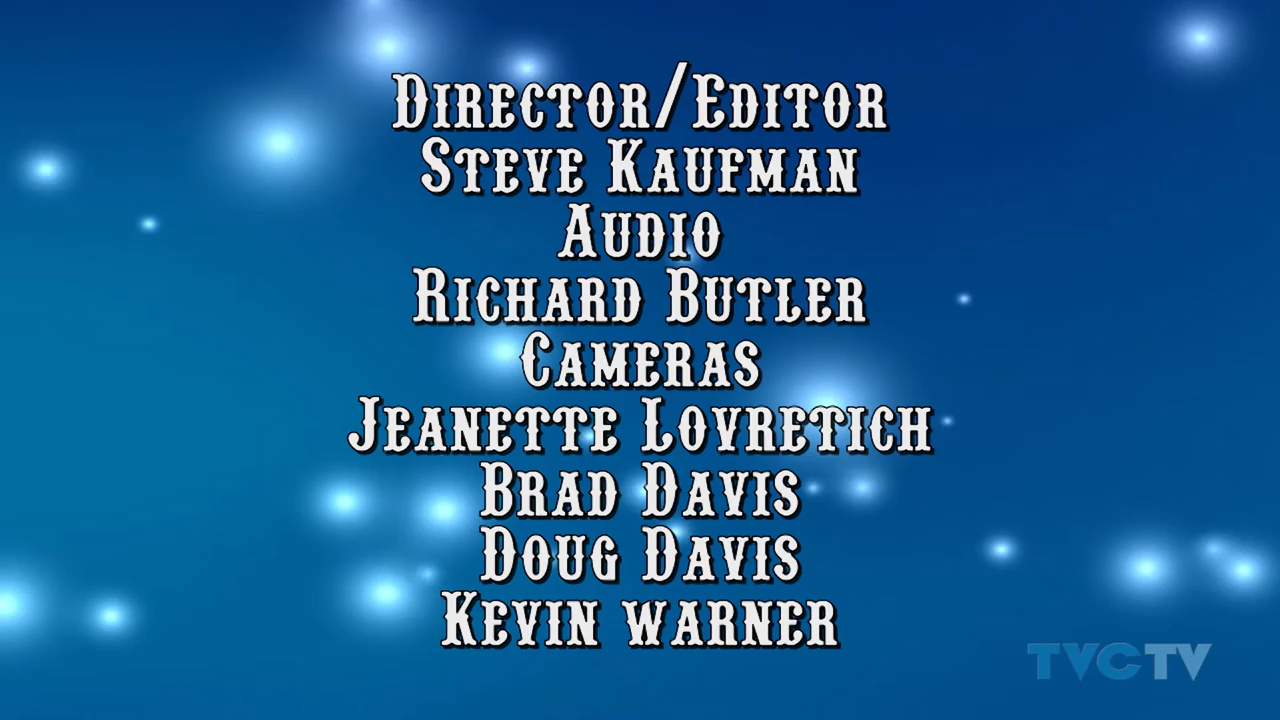 Director/Editor
Steve Kaufman
Audio
Richard Butler
Cameras
Jeanette Lovretich
Brad Davis
Doug Davis
Kevin warner
TVCTV